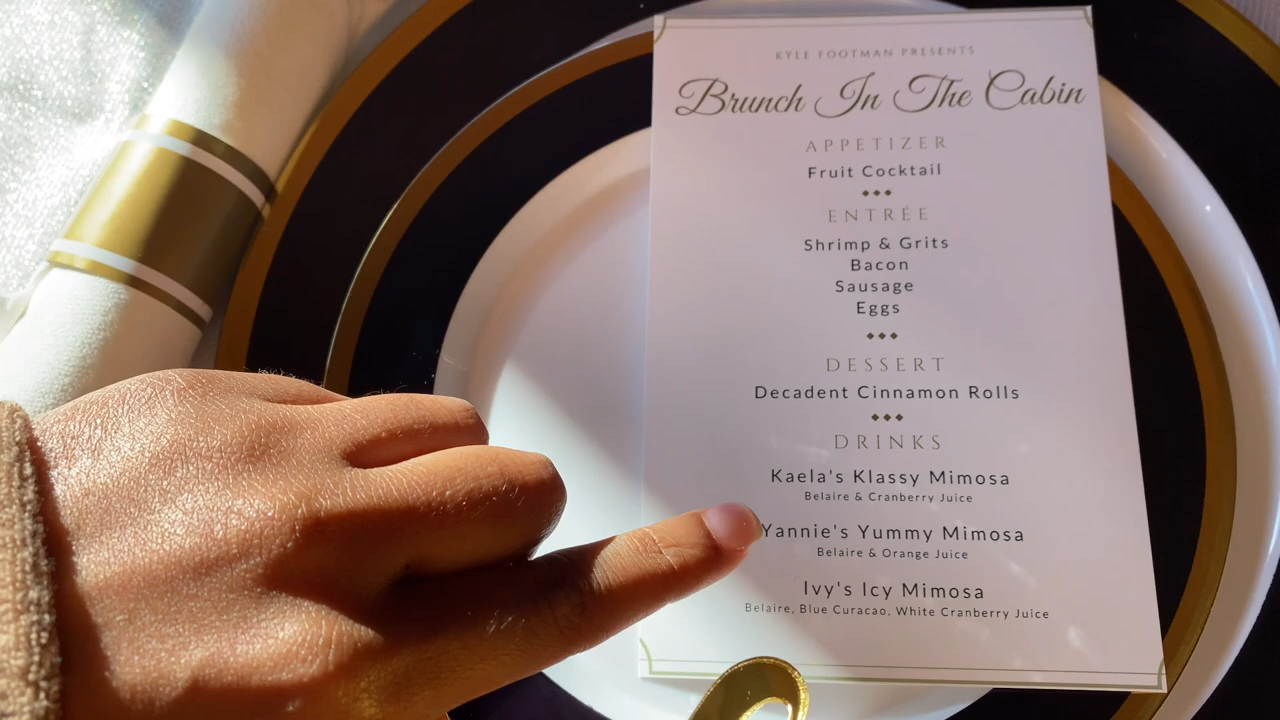 KYLE FOOTMAN PRESENTS
Brunch In The Cabin
APPETIZER
Fruit Cocktail
ENTRÉE
Shrimp & Grits
Bacon
Sausage
Eggs
DESSERT
Decadent Cinnamon Rolls
DRINKS
Kaela's Klassy Mimosa
Belaire & Cranberry Juice
Yannie's Yummy Mimosa
Belaire & Orange Juice
Ivy's Icy Mimosa
Belaire, Blue Curacao, White Cranberry Juice